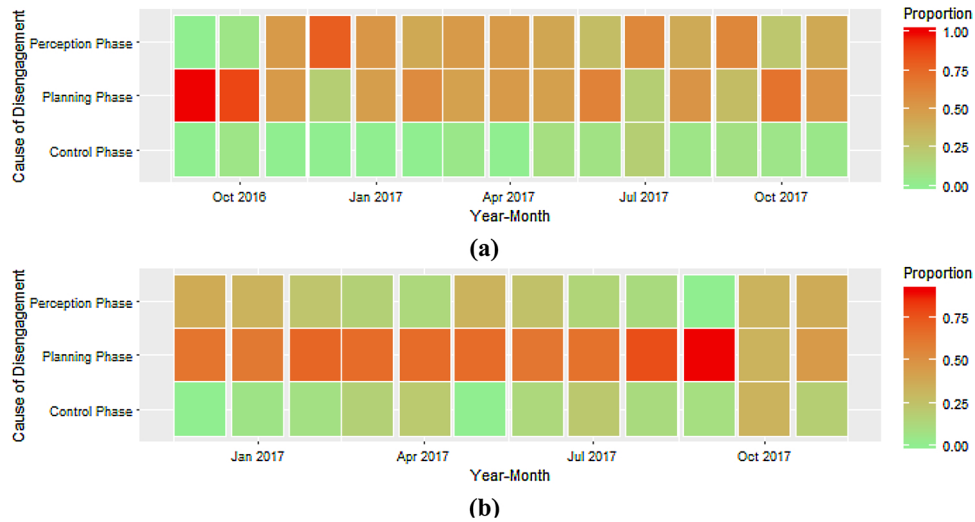 Cause of Disengagement
Perception Phase
Planning Phase
Control Phase
Oct 2016 Jan 2017 Apr 2017 Jul 2017 Oct 2017
Year-Month
Proportion
1.00
0.75
0.50
0.25
0.00
(a)
Cause of Disengagement
Perception Phase
Planning Phase
Control Phase
Jan 2017 Apr 2017 Jul 2017 Oct 2017
Year-Month
Proportion
0.75
0.50
0.25
0.00
(b)